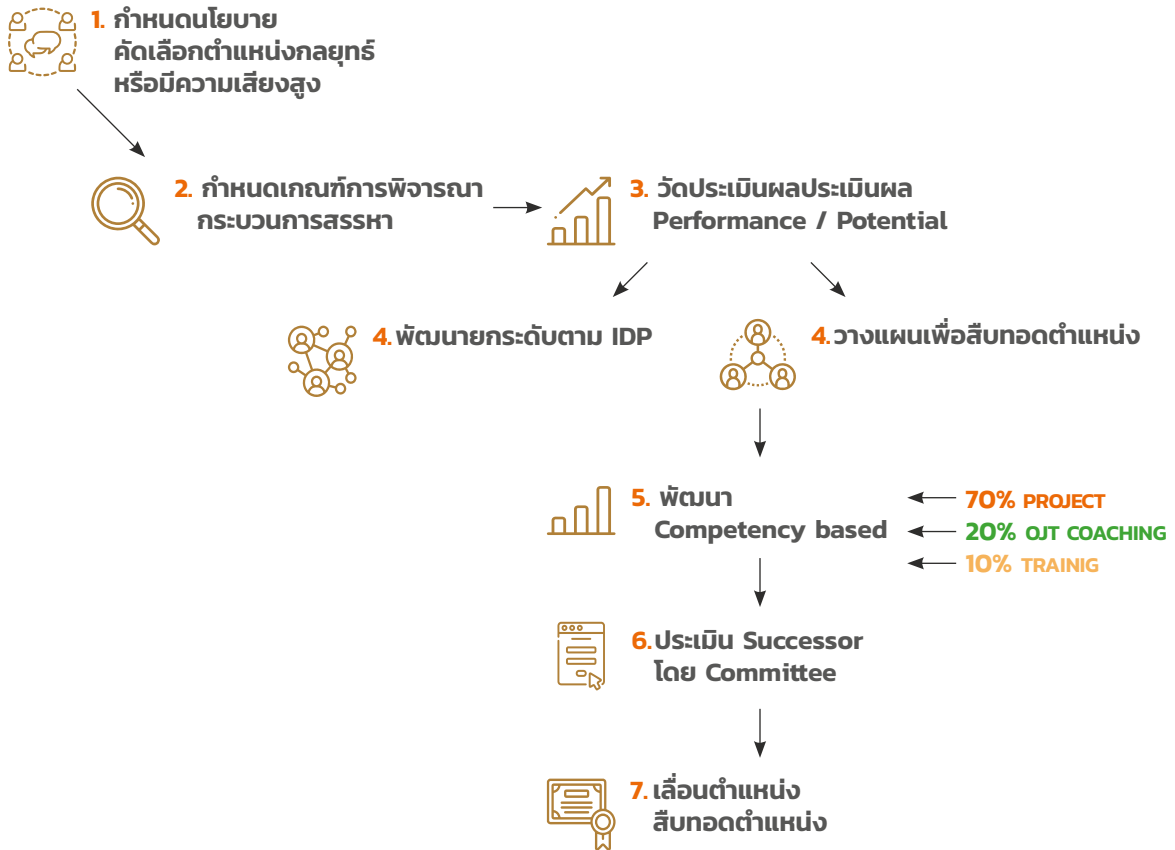 1. กำหนดนโยบาย
คัดเลือกตำแหน่งกลยุทธ์
หรือมีความเสียงสูง
2. กำหนดเกณฑ์การพิจารณา
กระบวนการสรรหา
3. วัดประเมินผลประเมินผล
Performance / Potential
4. พัฒนายกระดับตาม IDP
4. วางแผนเพื่อสืบทอดตำแหน่ง
5. พัฒนา
Competency based
70% PROJECT
20% OJT COACHING
10% TRAINIG
6. ประเมิน Successor
โดย Committee
7. เลื่อนตำแหน่ง
สืบทอดตำแหน่ง